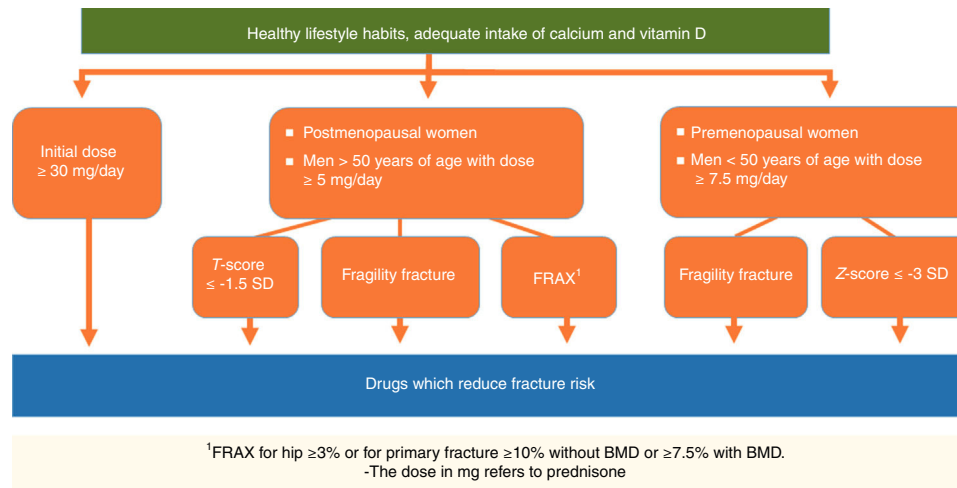 Healthy lifestyle habits, adequate intake of calcium and vitamin D
Initial dose
≥ 30 mg/day
■ Postmenopausal women
■ Men > 50 years of age with dose
≥ 5 mg/day
■ Premenopausal women
■ Men < 50 years of age with dose
≥ 7.5 mg/day
T-score
≤ -1.5 SD
Fragility fracture
FRAX¹
Fragility fracture
Z-score ≤ -3 SD
Drugs which reduce fracture risk
¹FRAX for hip ≥3% or for primary fracture ≥10% without BMD or ≥7.5% with BMD.
-The dose in mg refers to prednisone